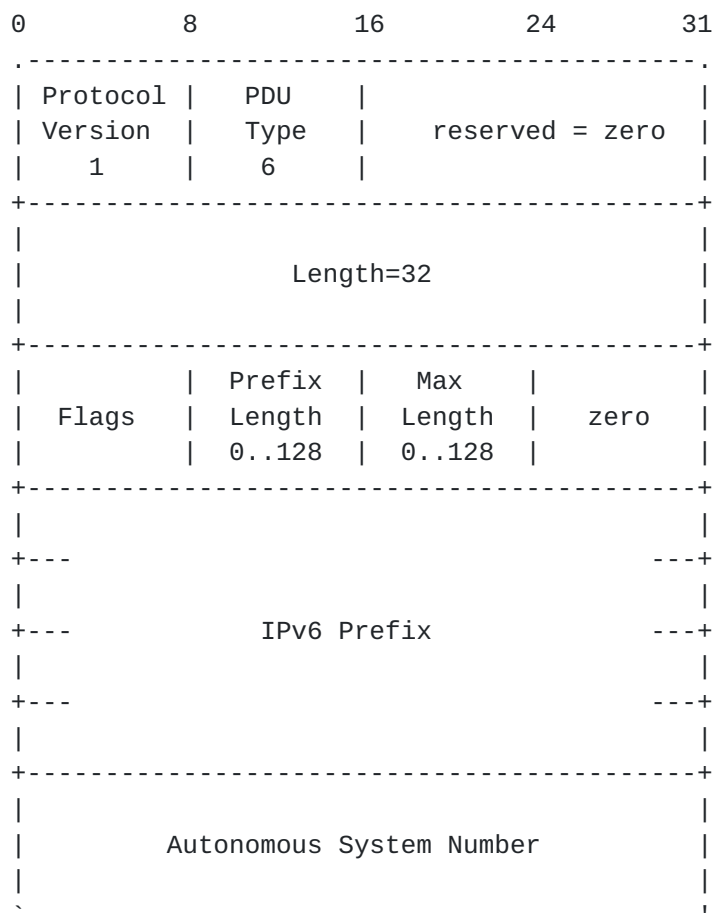 0          8          16         24        31
.-------------------------------------------.
| Protocol |   PDU    |                     |
| Version  |   Type   |    reserved = zero  |
|    1     |    6     |                     |
+-------------------------------------------+
|                                           |
|                 Length=32                 |
|                                           |
+-------------------------------------------+
|          |  Prefix  |   Max    |          |
|  Flags   |  Length  |  Length  |   zero   |
|          |  0..128  |  0..128  |          |
+-------------------------------------------+
|                                           |
+---                                     ---+
|                                           |
+---            IPv6 Prefix              ---+
|                                           |
+---                                     ---+
|                                           |
+-------------------------------------------+
|                                           |
|         Autonomous System Number          |
|                                           |
`-------------------------------------------'